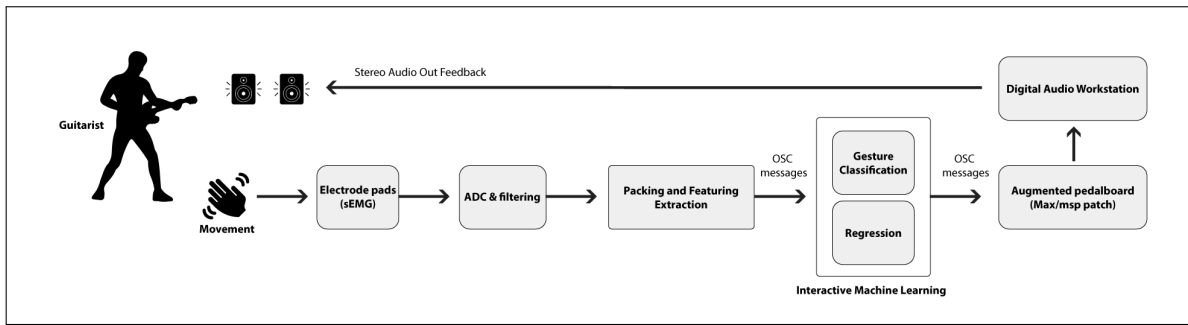 Stereo Audio Out Feedback
Digital Audio Workstation
Guitarist
Movement
Electrode pads
(sEMG)
ADC & filtering
Packing and Featuring
Extraction
OSC
messages
Gesture
Classification
Regression
Interactive Machine Learning
OSC
messages
Augmented pedalboard
(Max/msp patch)